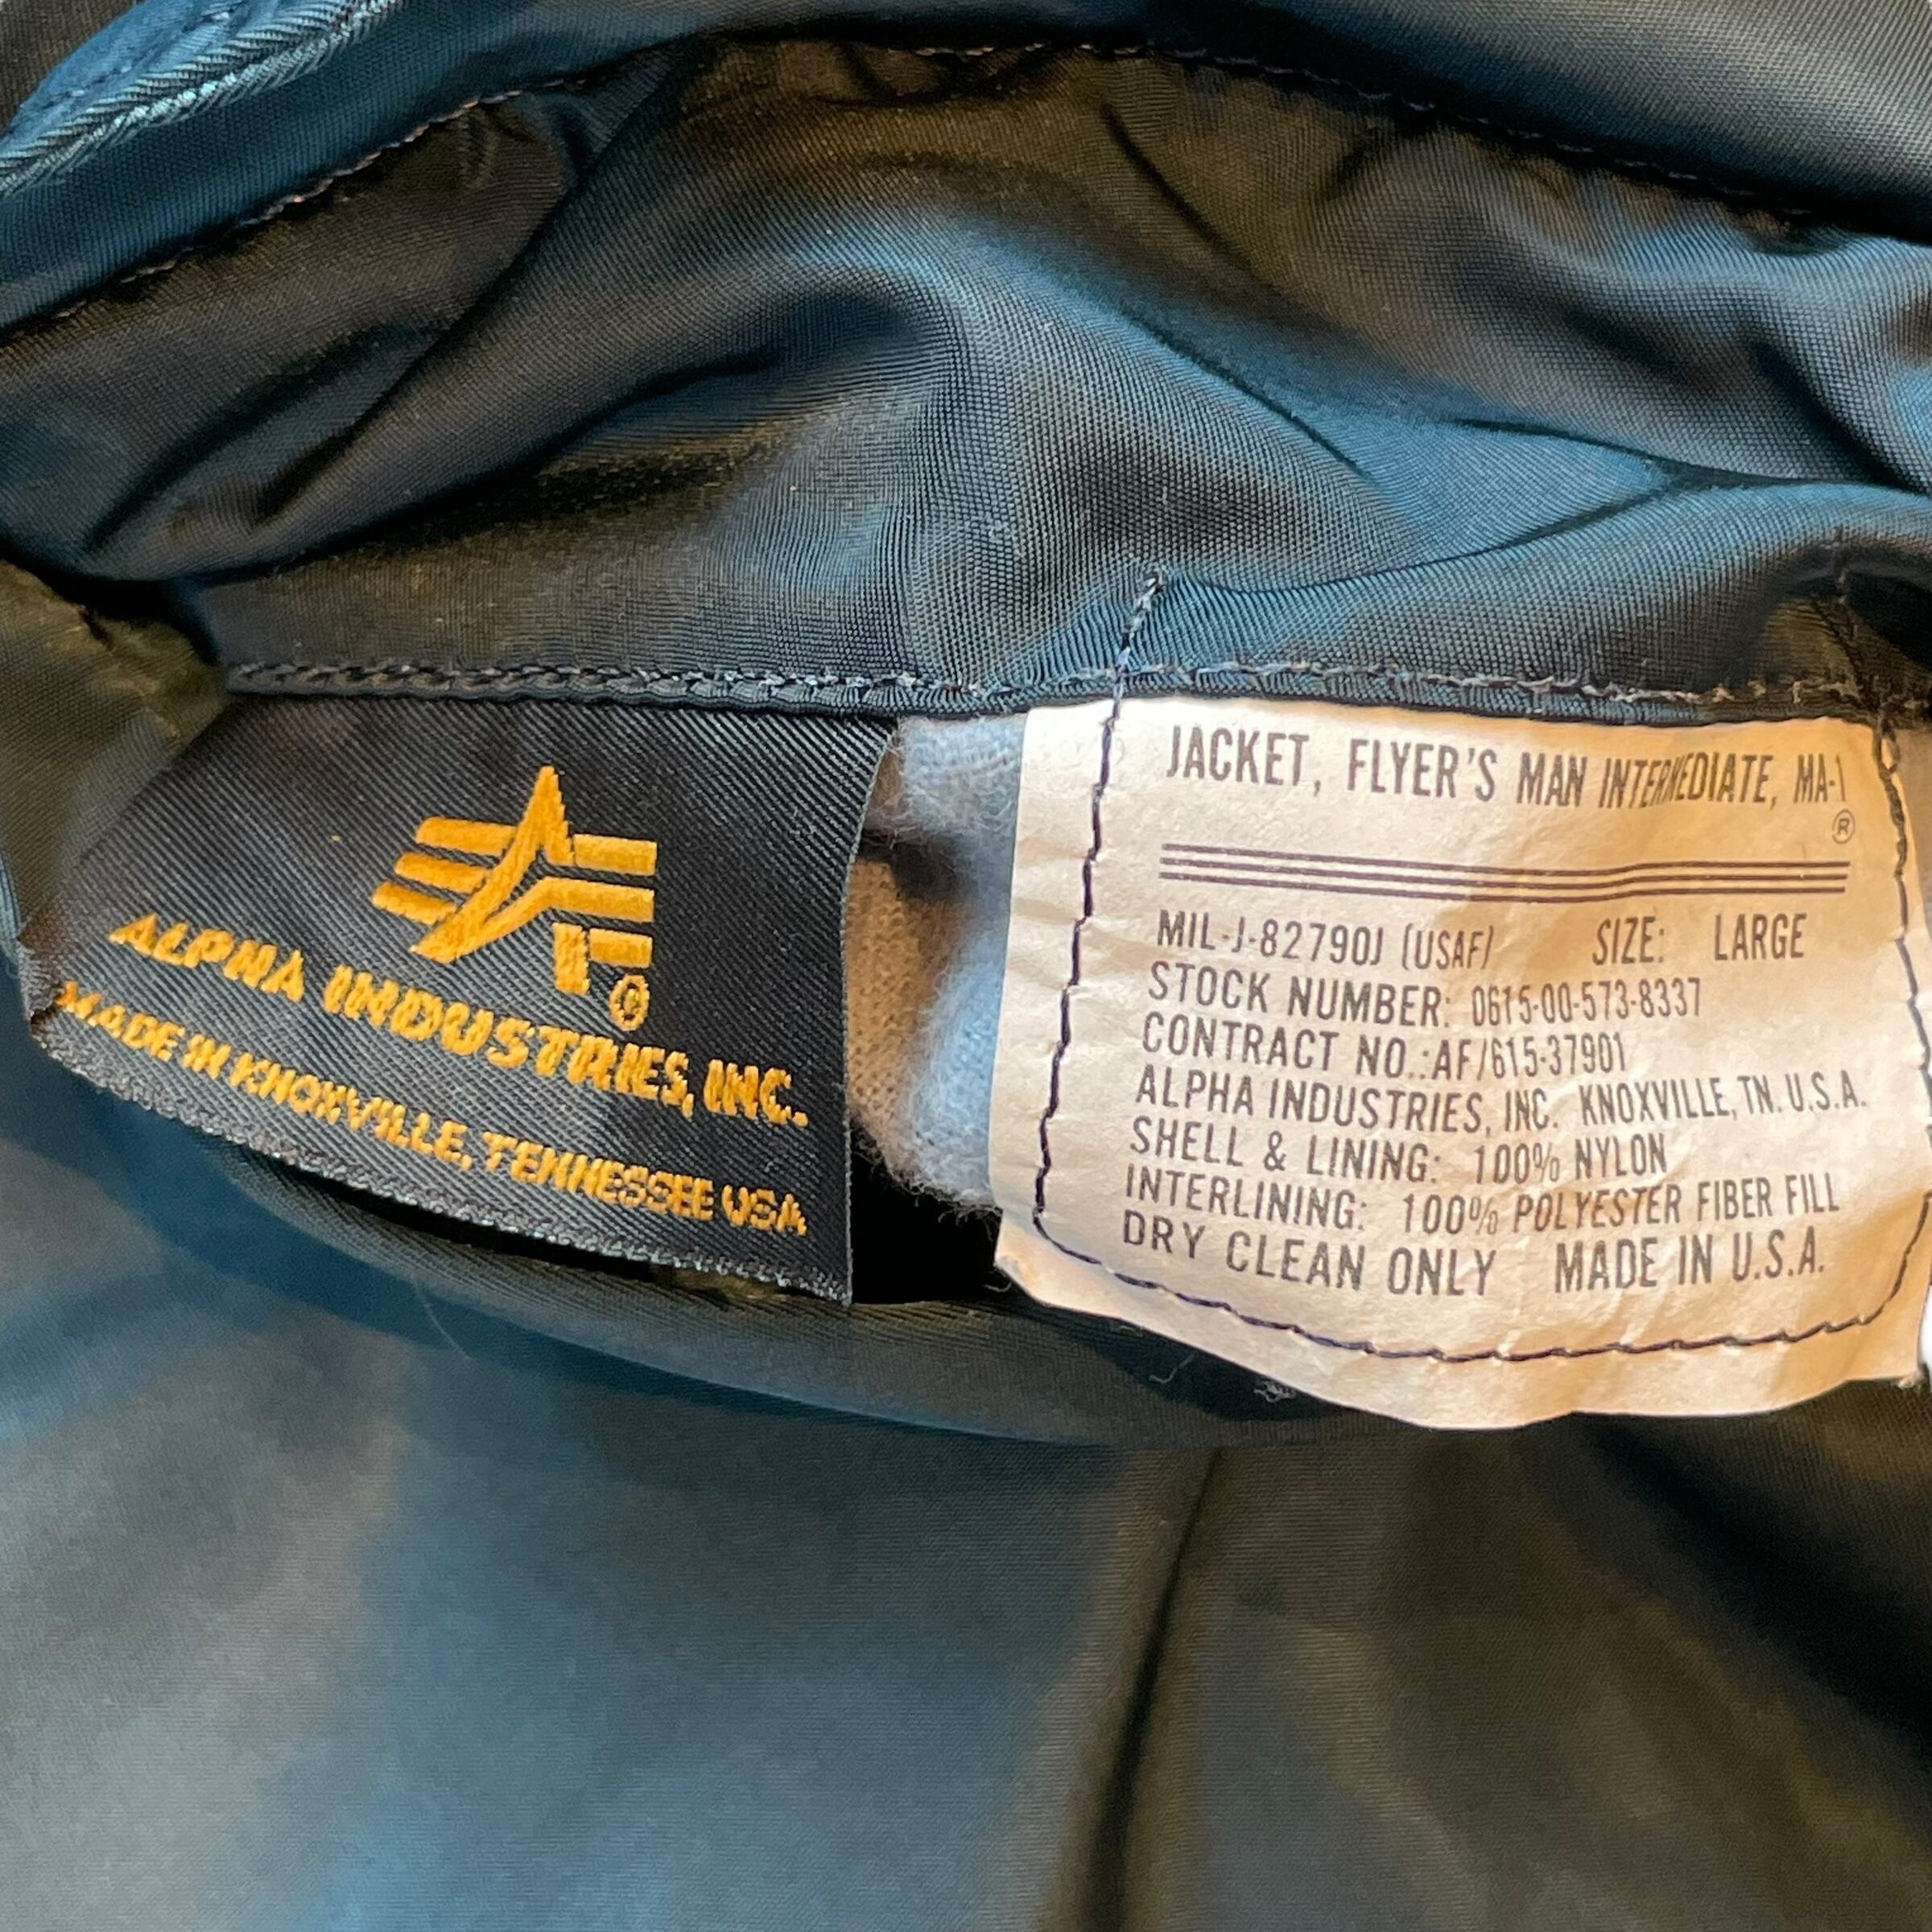 ALPHA INDUSTRIES, INC.
MADE IN KNOXVILLE, TENNESSEE USA
®
JACKET, FLYER'S MAN INTERMEDIATE, MA-1
®
MIL-J-82790J (USAF) SIZE: LARGE
STOCK NUMBER: 0615-00-573-8337
CONTRACT NO.:AF/615-37901
ALPHA INDUSTRIES, INC. KNOXVILLE, TN. U.S.A.
SHELL & LINING: 100% NYLON
INTERLINING: 100% POLYESTER FIBER FILL
DRY CLEAN ONLY MADE IN U.S.A.